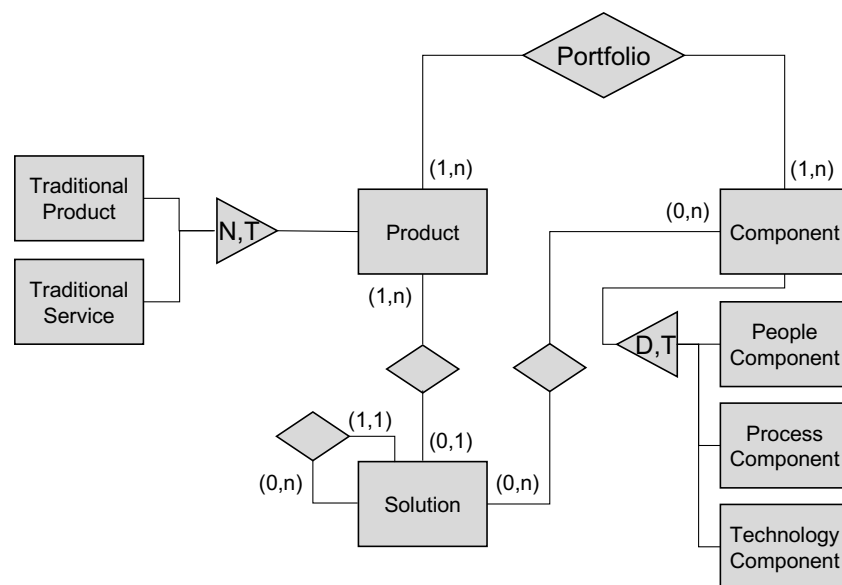 Portfolio
(1,n)
(1,n)
Traditional
Product
N,T
Product
(0,n)
Component
Traditional
Service
(1,n)
D,T
People
Component
(1,1)
(0,1)
Process
Component
(0,n)
Solution
(0,n)
Technology
Component